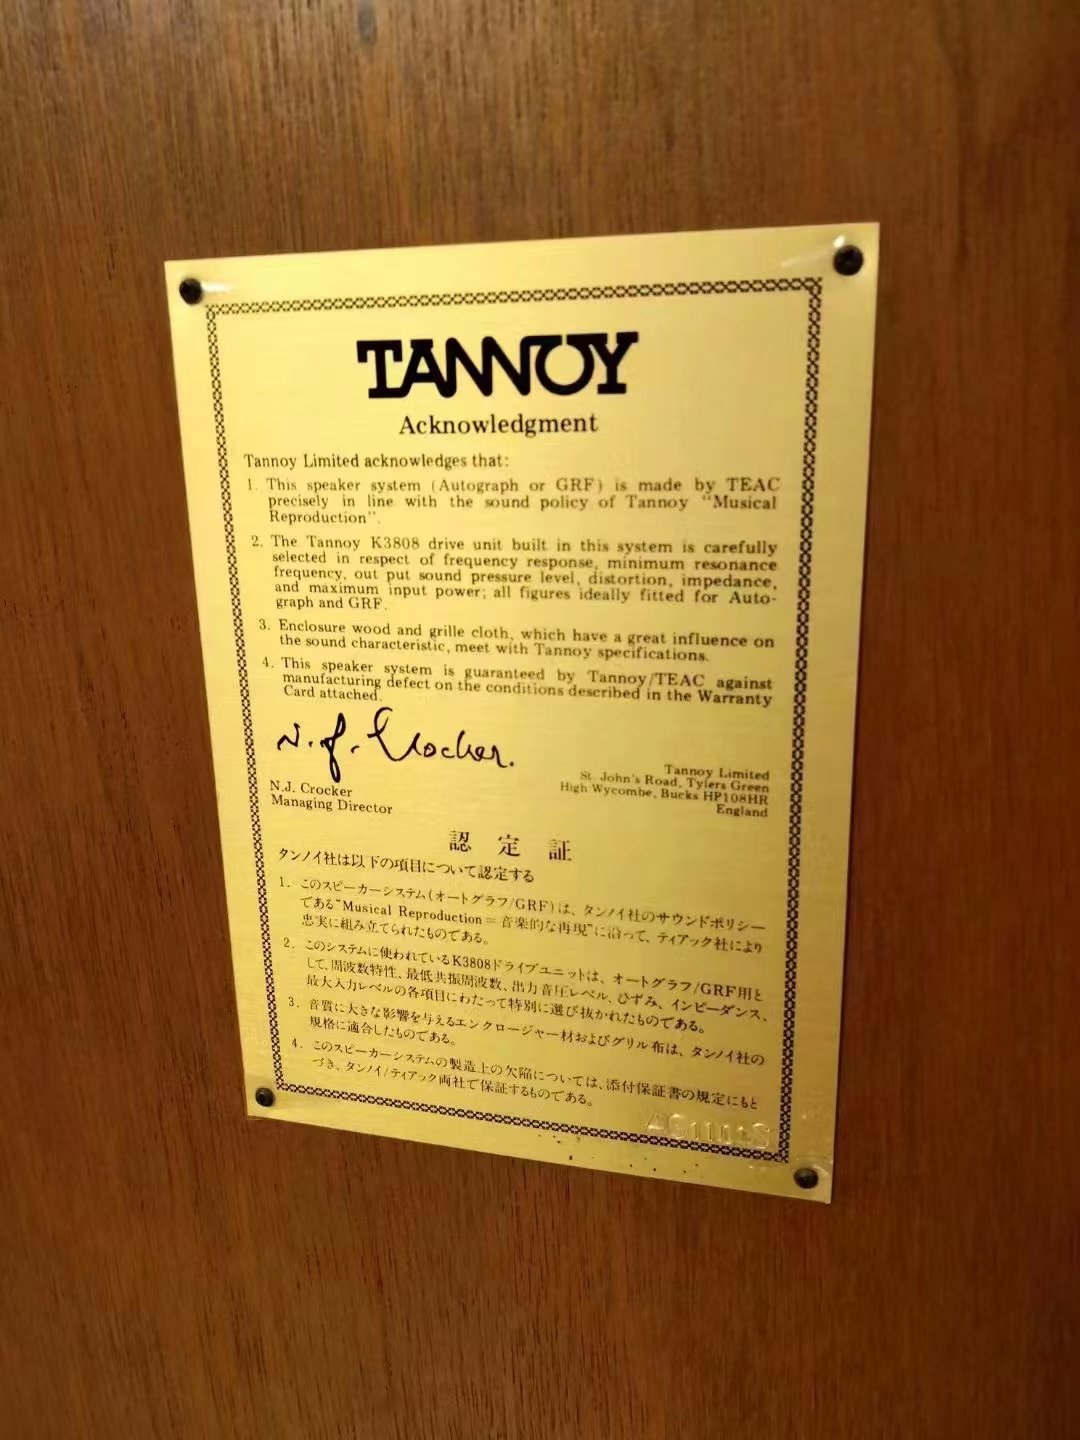 TANNOY
Acknowledgment
Tannoy Limited acknowledges that:
1. This speaker system (Autograph or GRF) is made by TEAC
precisely in line with the sound policy of Tannoy "Musical
Reproduction".
2. The Tannoy K3808 drive unit built in this system is carefully
selected in respect of frequency response, minimum resonance
frequency, out put sound pressure level, distortion, impedance,
and maximum input power; all figures ideally fitted for Auto-
graph and GRF.
3. Enclosure wood and grille cloth, which have a great influence on
the sound characteristic, meet with Tannoy specifications.
4. This speaker system is guaranteed by Tannoy/TEAC against
manufacturing defect on the conditions described in the Warranty
Card attached.
N. J. Crocker.
N.J. Crocker
Managing Director
Tannoy Limited
St. John's Road, Tylers Green
High Wycombe, Bucks HP108HR
England
認定証
タンノイ社は以下の項目について認定する
1. このスピーカーシステム(オートグラフ/GRF)は、タンノイ社のサウンドポリシー
である"Musical Reproduction=音楽的な再現"に沿って、ティアック社により
忠実に組み立てられたものである。
2. このシステムに使われているK3808ドライブユニットは、オートグラフ/GRF用と
して、周波数特性、最低共振周波数、出力音圧レベル、ひずみ、インピーダンス、
最大入力レベルの各項目にわたって特別に選び抜かれたものである。
3. 音質に大きな影響を与えるエンクロージャー材およびグリル布は、タンノイ社の
規格に適合したものである。
4. このスピーカーシステムの製造上の欠陥については、添付保証書の規定にもと
づき、タンノイ/ティアック両社で保証するものである。